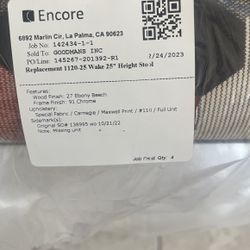 Encore
6892 Marlin Cir, La Palma, CA 90623
Job No: 142434-1-1
Sold To: GOODMANS INC
PO/Line: 145267-201392-R1
2/24/2023
Replacement 1120-25 Wake 25" Height Stool
Features:
Wood Finish: 27 Ebony Beech
Frame Finish: 91 Chrome
Upholstery
Special Fabric / Carnegie / Maxwell Print / #110 / Full Unit
Sidemark(s):
Original SO# 136995 wo 10/21/22
Note: Missing unit
Job Total Qty: 4